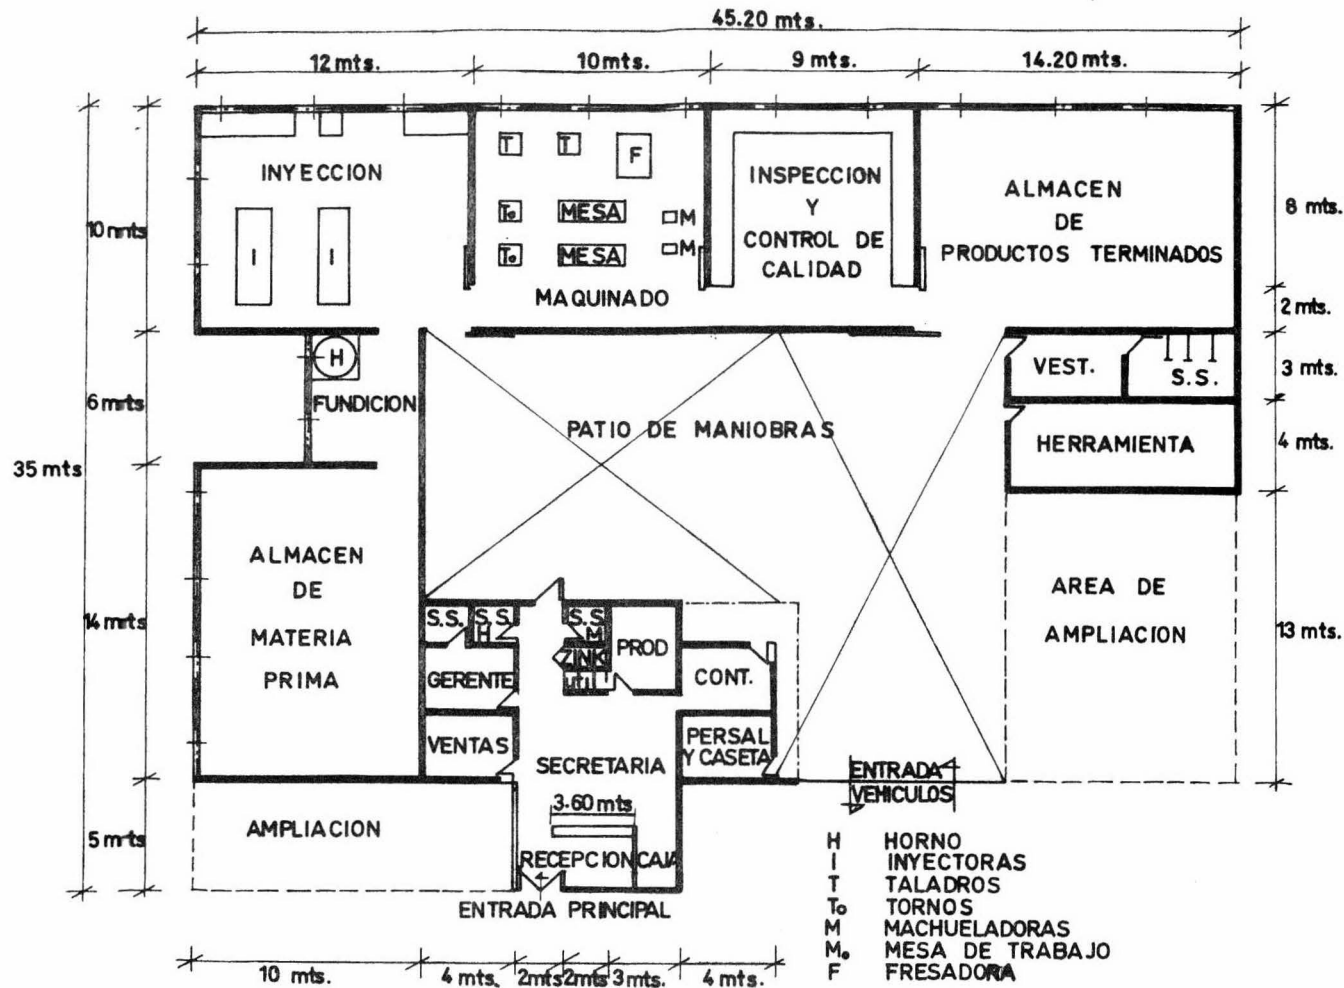 45.20 mts.
12 mts.
10 mts.
9 mts.
14.20 mts.
INYECCION
T
T
F
INSPECCION
Y
CONTROL DE
CALIDAD
ALMACEN
DE
PRODUCTOS TERMINADOS
8 mts.
10 mts
I
I
To
MESA
M
To
MESA
M
MAQUINADO
2 mts.
H
FUNDICION
6 mts
PATIO DE MANIOBRAS
VEST.
S.S.
3 mts.
HERRAMIENTA
4 mts.
35 mts
ALMACEN
DE
MATERIA
PRIMA
14 mts
AREA DE
AMPLIACION
13 mts.
S.S.
S.S.
H
S.S
M
PROD
ZINK
util
GERENTE
CONT.
VENTAS
PERSAL
Y CASETA
SECRETARIA
ENTRADA
VEHICULOS
3.60 mts
AMPLIACION
5 mts
RECEPCION
CAJA
ENTRADA PRINCIPAL
H HORNO
I INYECTORAS
T TALADROS
To TORNOS
M MACHUELADORAS
M. MESA DE TRABAJO
F FRESADORA
10 mts.
4 mts.
2mts
2mts
3 mts.
4 mts.